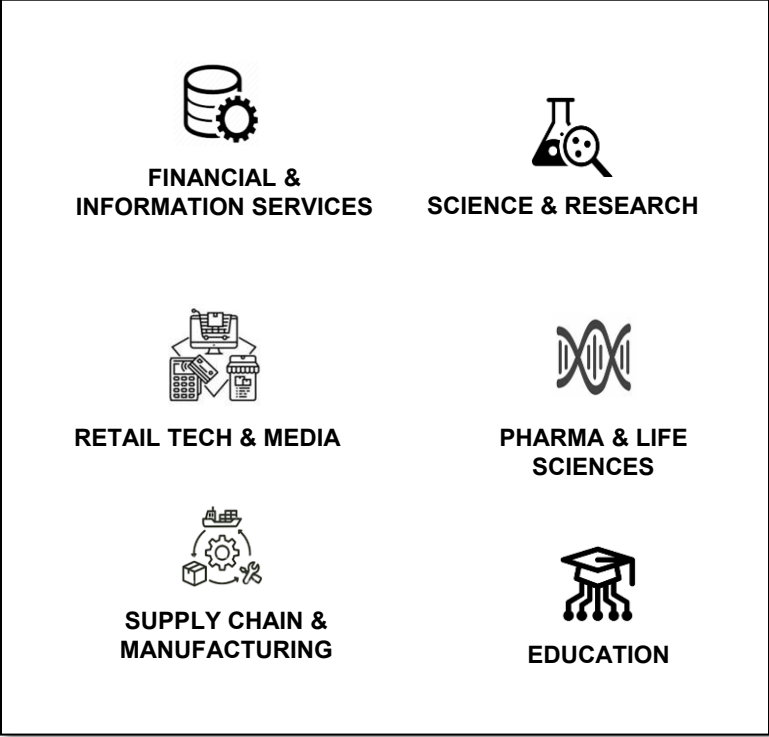 FINANCIAL &
INFORMATION SERVICES
SCIENCE & RESEARCH
RETAIL TECH & MEDIA
PHARMA & LIFE
SCIENCES
SUPPLY CHAIN &
MANUFACTURING
EDUCATION